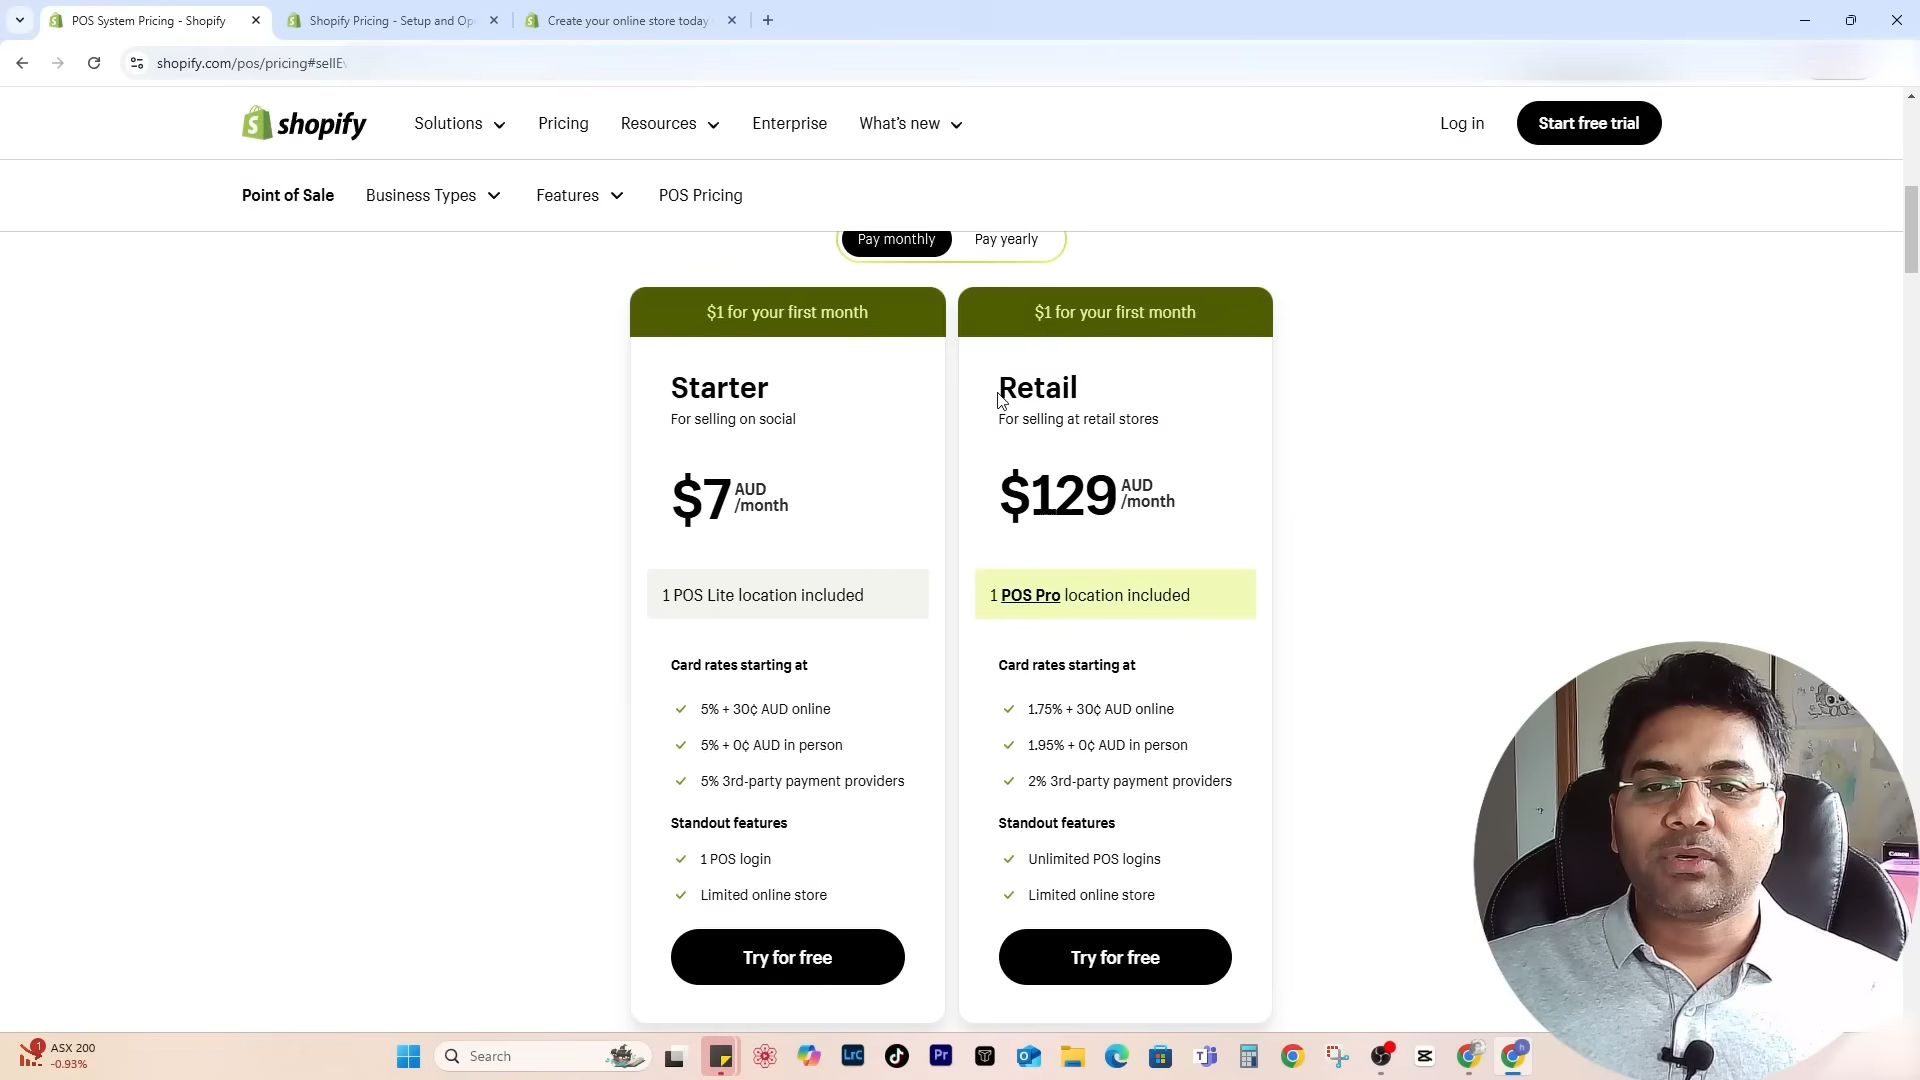 POS System Pricing - Shopify
Shopify Pricing - Setup and Op
Create your online store today
shopify.com/pos/pricing#sellEv
shopify
Solutions
Pricing
Resources
Enterprise
What's new
Log in
Start free trial
Point of Sale
Business Types
Features
POS Pricing
Pay monthly
Pay yearly
$1 for your first month
Starter
For selling on social
$7 AUD
/month
1 POS Lite location included
Card rates starting at
5% + 30¢ AUD online
5% + 0¢ AUD in person
5% 3rd-party payment providers
Standout features
1 POS login
Limited online store
Try for free
$1 for your first month
Retail
For selling at retail stores
$129 AUD
/month
1 POS Pro location included
Card rates starting at
1.75% + 30¢ AUD online
1.95% + 0¢ AUD in person
2% 3rd-party payment providers
Standout features
Unlimited POS logins
Limited online store
Try for free
Canon
1
ASX 200
-0.93%
Search
LrC
Pr